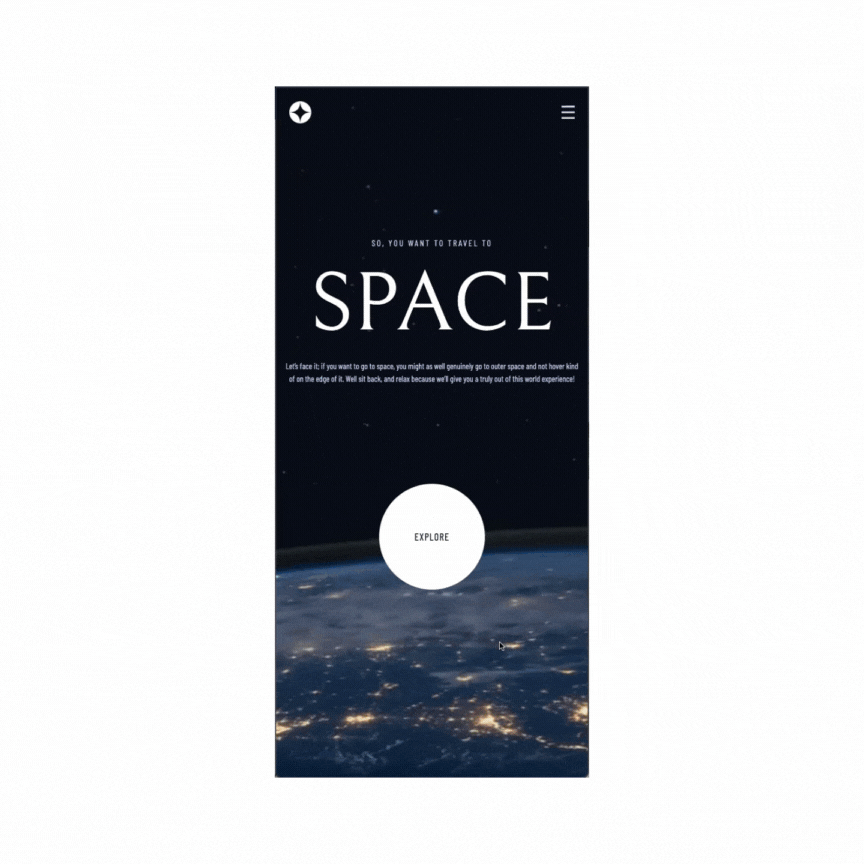 SO, YOU WANT TO TRAVEL TO
SPACE
Let's face it; if you want to go to space, you might as well genuinely go to outer space and not hover kind
of on the edge of it. Well sit back, and relax because we'll give you a truly out of this world experience!
EXPLORE